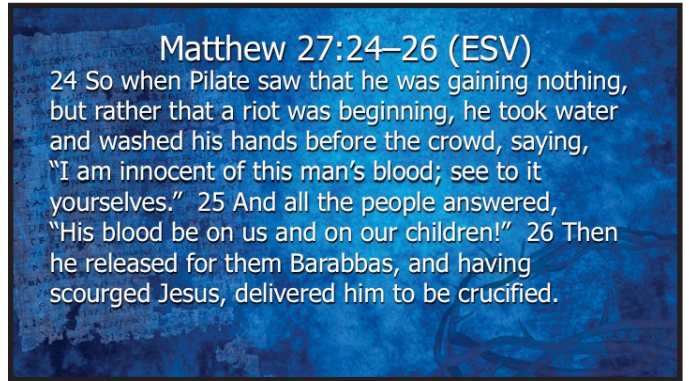 Matthew 27:24–26 (ESV)
24 So when Pilate saw that he was gaining nothing,
but rather that a riot was beginning, he took water
and washed his hands before the crowd, saying,
“I am innocent of this man’s blood; see to it
yourselves.”  25 And all the people answered,
“His blood be on us and on our children!”  26 Then
he released for them Barabbas, and having
scourged Jesus, delivered him to be crucified.